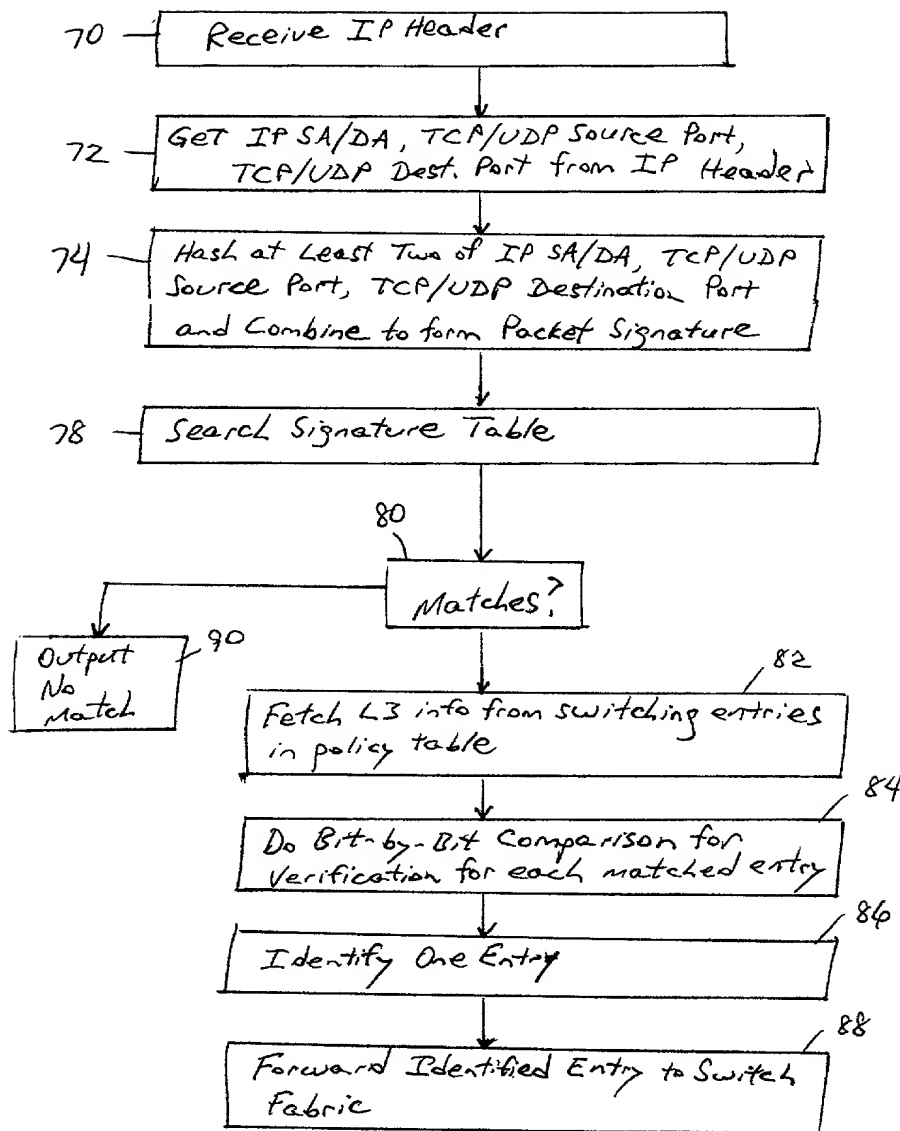 70
Receive IP Header
72
GET IP SA/DA, TCP/UDP Source Port,
TCP/UDP Dest. Port from IP Header
74
Hash at Least Two of IP SA/DA, TCP/UDP
Source Port, TCP/UDP Destination Port
and Combine to form Packet Signature
78
Search Signature Table
80
Matches?
90
Output
No
Match
82
Fetch L3 info from switching entries
in policy table
84
Do Bit-by-Bit Comparison for
Verification for each matched entry
86
Identify One Entry
88
Forward Identified Entry to Switch
Fabric